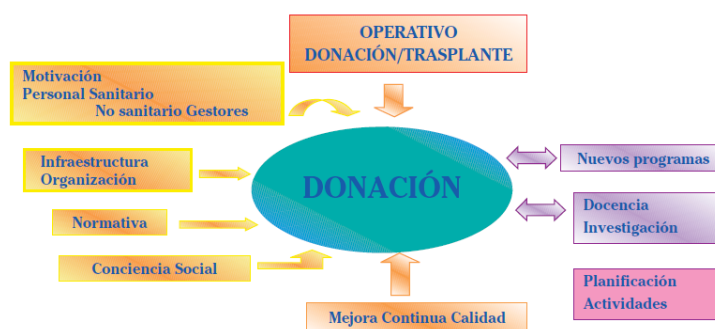 OPERATIVO
DONACIÓN/TRASPLANTE
Motivación
Personal Sanitario
No sanitario Gestores
Infraestructura
Organización
Normativa
Conciencia Social
DONACIÓN
Nuevos programas
Docencia
Investigación
Planificación
Actividades
Mejora Continua Calidad